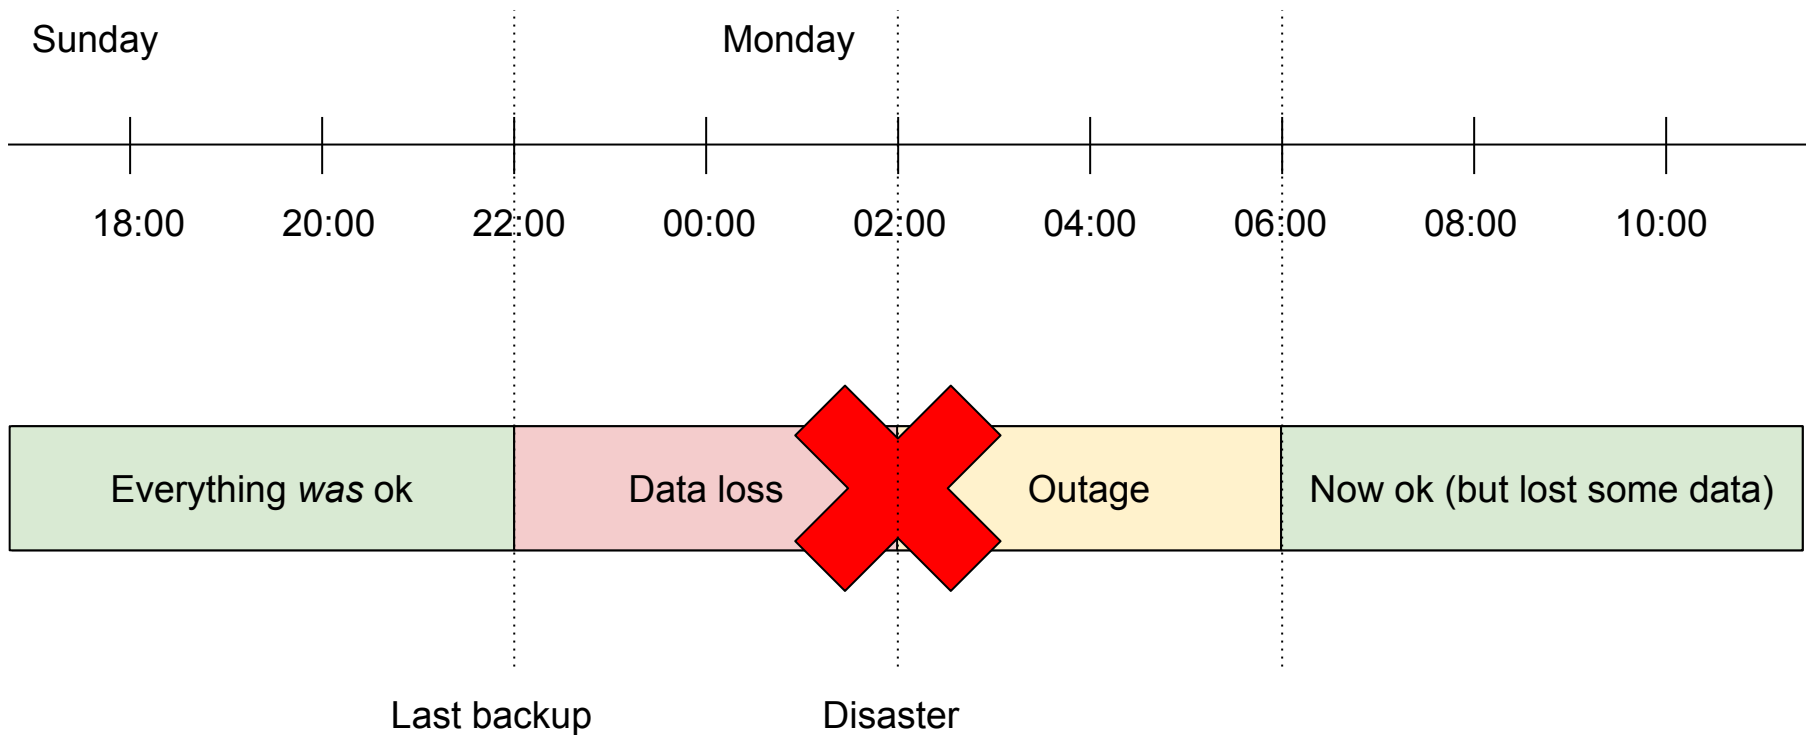 Sunday
Monday
18:00 20:00 22:00 00:00 02:00 04:00 06:00 08:00 10:00
Everything was ok
Data loss
Outage
Now ok (but lost some data)
Last backup
Disaster